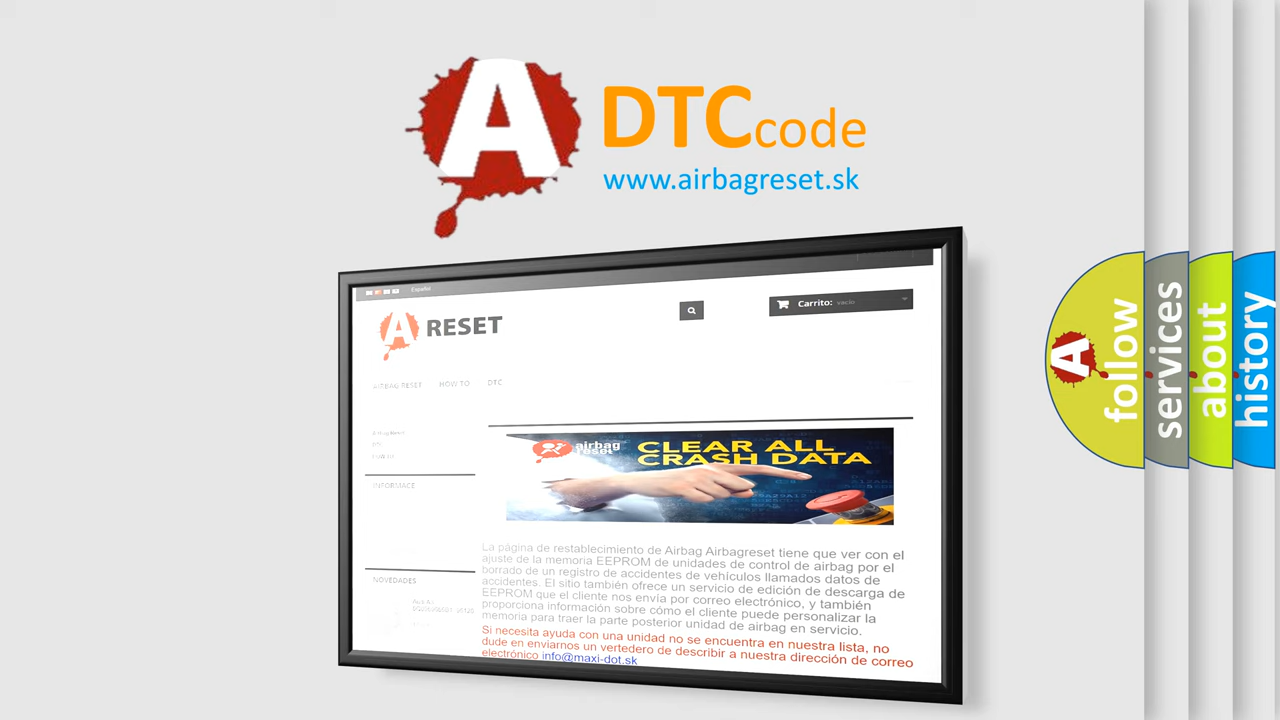 A
DTC code
www.airbagreset.sk
Español
A RESET
Carrito: vacío
AIRBAG RESET HOW TO DTC
Airbag Reset
INFORMACE
airbag
reset
CLEAR ALL
CRASH DATA
La página de restablecimiento de Airbag Airbagreset tiene que ver con el
ajuste de la memoria EEPROM de unidades de control de airbag por el
borrado de un registro de accidentes de vehículos llamados datos de
accidentes. El sitio también ofrece un servicio de edición de descarga de
EEPROM que el cliente nos envía por correo electrónico, y también
proporciona información sobre cómo el cliente puede personalizar la
memoria para traer la parte posterior unidad de airbag en servicio.
Si necesita ayuda con una unidad no se encuentra en nuestra lista, no
dude en enviarnos un vertedero de describir a nuestra dirección de correo
electrónico info@maxi-dot.sk
NOVEDADES
A follow
services
about
history